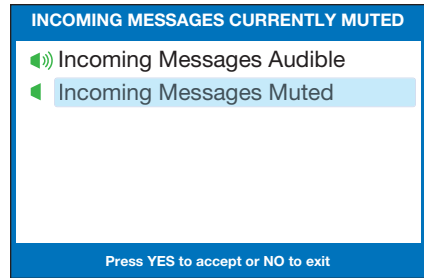 INCOMING MESSAGES CURRENTLY MUTED
Incoming Messages Audible
Incoming Messages Muted
Press YES to accept or NO to exit